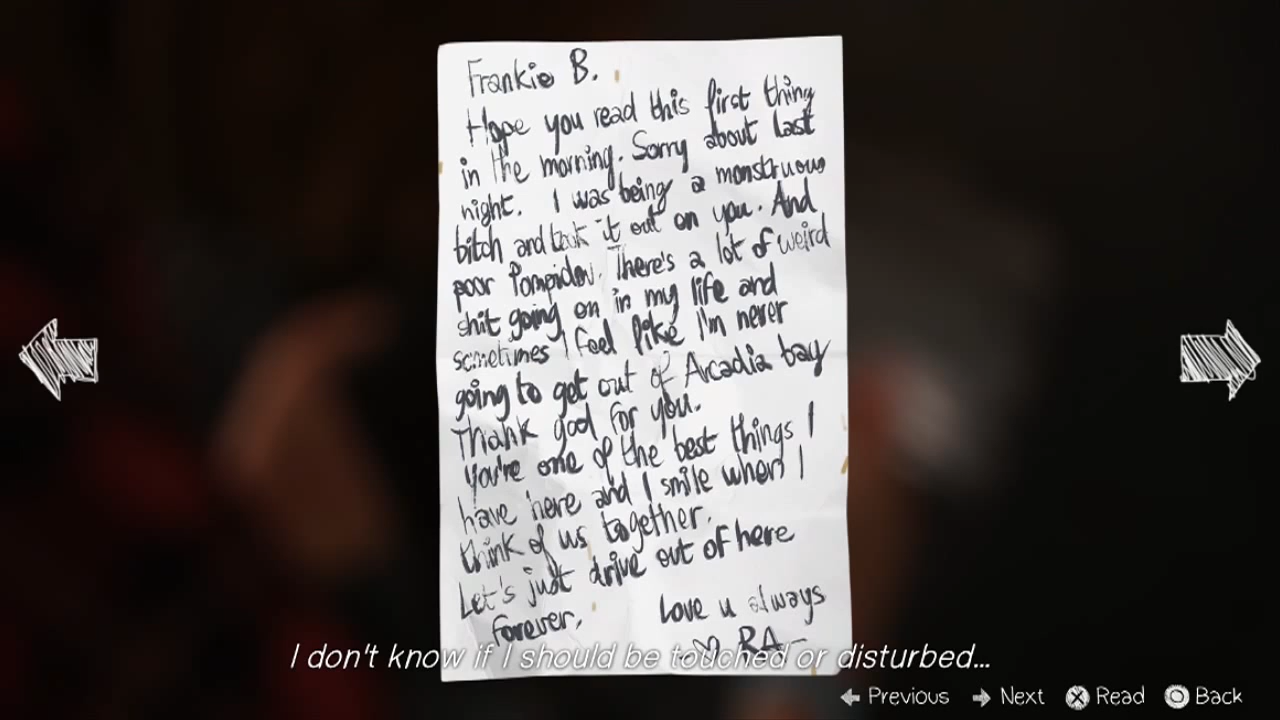 Frankie B.
Hope you read this first thing
in the morning. Sorry about last
night. I was being a monstruous
bitch and took it out on you. And
poor Pompidou. There's a lot of weird
shit going on in my life and
sometimes I feel like I'm never
going to get out of Arcadia bay
Thank god for you.
You're one of the best things I
have here and I smile when I
think of us together.
Let's just drive out of here
forever.
Love u always
♡ RA-
I don't know if I should be touched or disturbed...
Previous Next Read Back